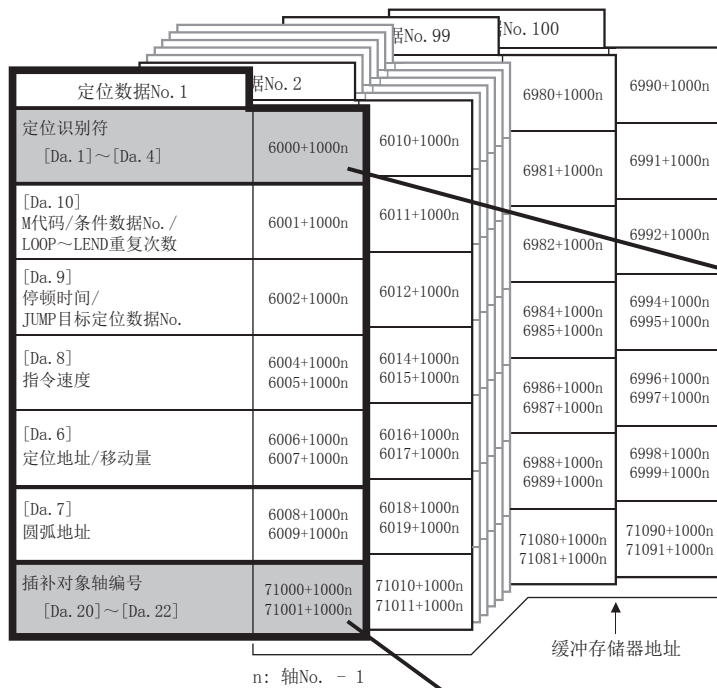 定位数据No. 1
据No. 2
据No. 99
据No. 100
定位识别符
[Da. 1]～[Da. 4]
6000+1000n
6010+1000n
6980+1000n
6990+1000n
[Da. 10]
M代码/条件数据No./
LOOP～LEND重复次数
6001+1000n
6011+1000n
6981+1000n
6991+1000n
[Da. 9]
停顿时间/
JUMP目标定位数据No.
6002+1000n
6012+1000n
6982+1000n
6992+1000n
[Da. 8]
指令速度
6004+1000n
6005+1000n
6014+1000n
6015+1000n
6984+1000n
6985+1000n
6994+1000n
6995+1000n
[Da. 6]
定位地址/移动量
6006+1000n
6007+1000n
6016+1000n
6017+1000n
6986+1000n
6987+1000n
6996+1000n
6997+1000n
[Da. 7]
圆弧地址
6008+1000n
6009+1000n
6018+1000n
6019+1000n
6988+1000n
6989+1000n
6998+1000n
6999+1000n
插补对象轴编号
[Da. 20]～[Da. 22]
71000+1000n
71001+1000n
71010+1000n
71011+1000n
71080+1000n
71081+1000n
71090+1000n
71091+1000n
缓冲存储器地址
n: 轴No. － 1